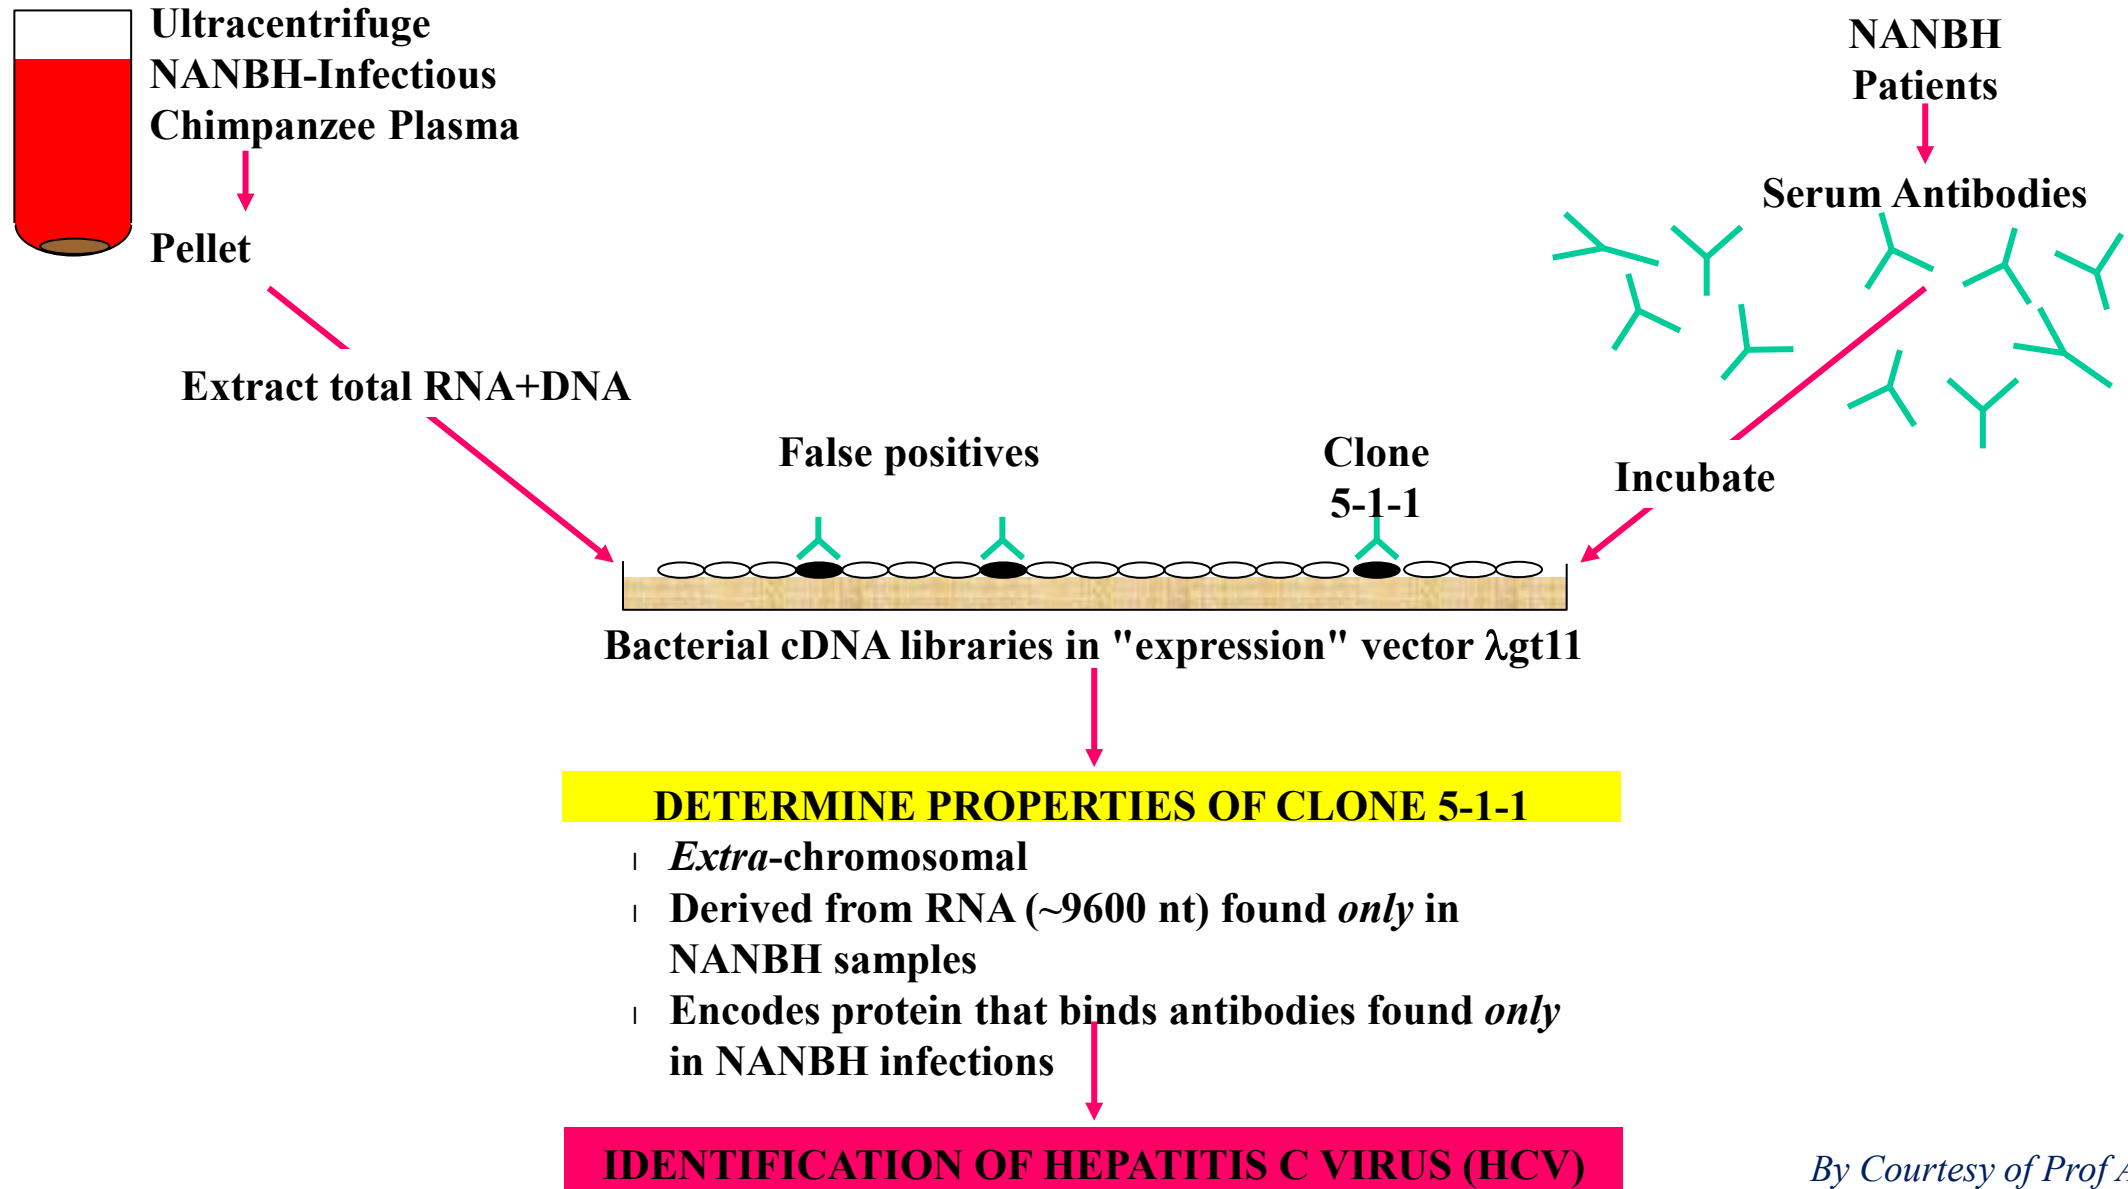 Ultracentrifuge
NANBH-Infectious
Chimpanzee Plasma
Pellet
Extract total RNA+DNA
NANBH
Patients
Serum Antibodies
Incubate
False positives
Clone
5-1-1
Bacterial cDNA libraries in "expression" vector λgt11
DETERMINE PROPERTIES OF CLONE 5-1-1
Extra-chromosomal
Derived from RNA (~9600 nt) found only in
NANBH samples
Encodes protein that binds antibodies found only
in NANBH infections
IDENTIFICATION OF HEPATITIS C VIRUS (HCV)
By Courtesy of Prof